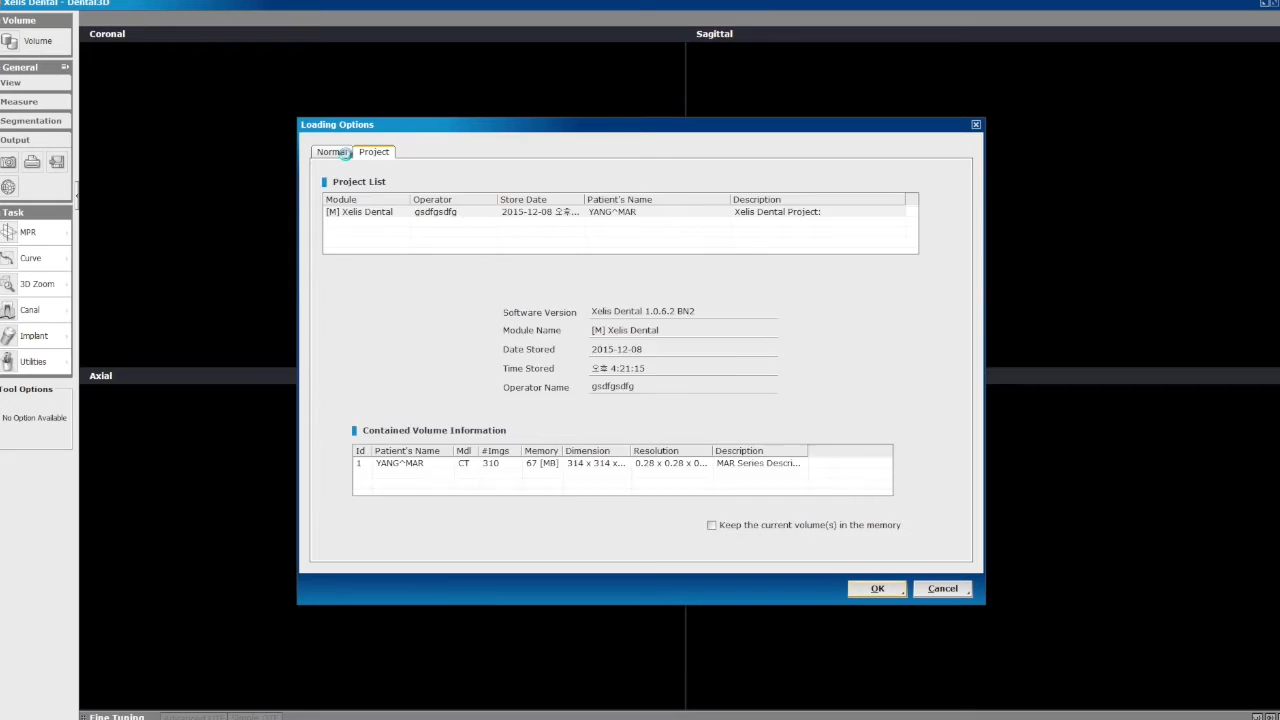 Xelis Dental - Dental3D
Volume
Volume
General
View
Measure
Segmentation
Output
Task
MPR
Curve
3D Zoom
Canal
Implant
Utilities
Tool Options
No Option Available
Coronal
Sagittal
Axial
Loading Options
Normal Project
Project List
Module Operator Store Date Patient's Name Description
[M] Xelis Dental gsdfgsdfg 2015-12-08 오후... YANG^MAR Xelis Dental Project:
Software Version Xelis Dental 1.0.6.2 BN2
Module Name [M] Xelis Dental
Date Stored 2015-12-08
Time Stored 오후 4:21:15
Operator Name gsdfgsdfg
Contained Volume Information
Id Patient's Name Mdl #Imgs Memory Dimension Resolution Description
1 YANG^MAR CT 310 67 [MB] 314 x 314 x... 0.28 x 0.28 x 0... MAR Series Descri...
Keep the current volume(s) in the memory
OK Cancel
Fine Tuning